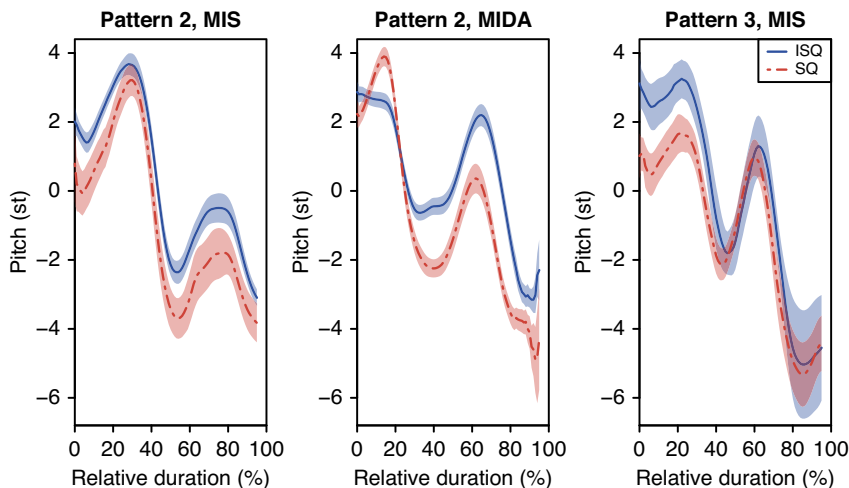 Pattern 2, MIS
Pitch (st)
4
2
0
−2
−4
−6
0 20 40 60 80 100
Relative duration (%)
Pattern 2, MIDA
Pitch (st)
4
2
0
−2
−4
−6
0 20 40 60 80 100
Relative duration (%)
Pattern 3, MIS
ISQ
SQ
Pitch (st)
4
2
0
−2
−4
−6
0 20 40 60 80 100
Relative duration (%)